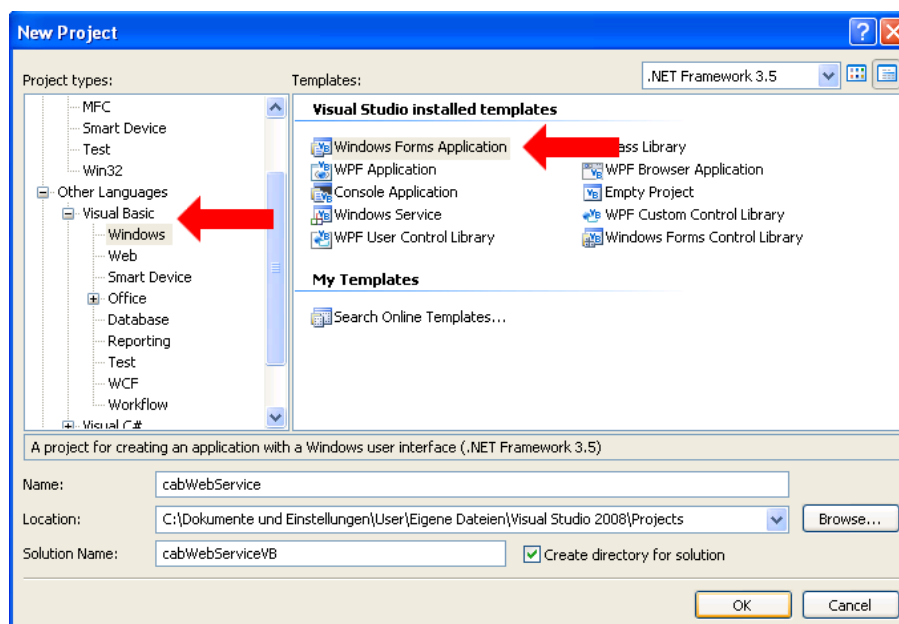 New Project
Project types:
Templates:
.NET Framework 3.5
MFC
Smart Device
Test
Win32
Other Languages
Visual Basic
Windows
Web
Smart Device
Office
Database
Reporting
Test
WCF
Workflow
Visual C#
Visual Studio installed templates
Windows Forms Application
WPF Application
Console Application
Windows Service
WPF User Control Library
ass Library
WPF Browser Application
Empty Project
WPF Custom Control Library
Windows Forms Control Library
My Templates
Search Online Templates...
A project for creating an application with a Windows user interface (.NET Framework 3.5)
Name:
cabWebService
Location:
C:\Dokumente und Einstellungen\User\Eigene Dateien\Visual Studio 2008\Projects
Browse...
Solution Name:
cabWebServiceVB
Create directory for solution
OK
Cancel